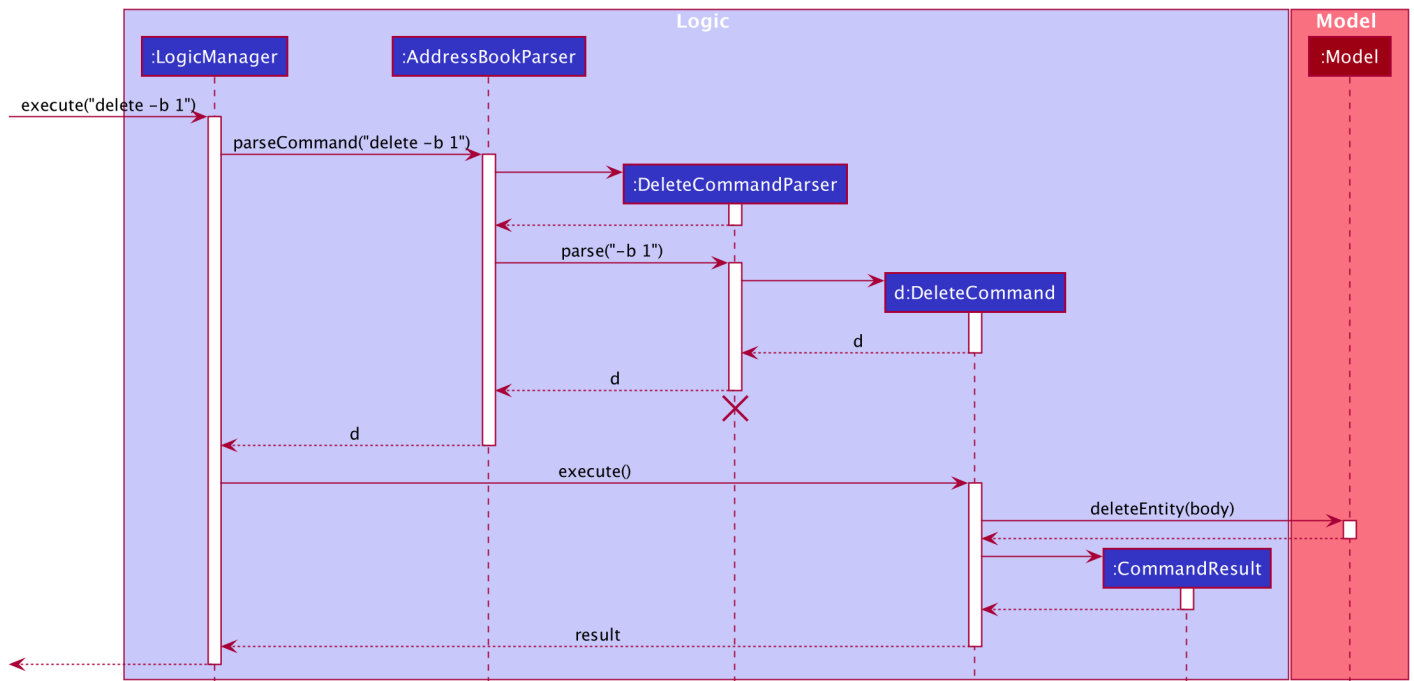 Logic
Model
:LogicManager
:AddressBookParser
:Model
execute("delete -b 1")
parseCommand("delete -b 1")
:DeleteCommandParser
parse("-b 1")
d:DeleteCommand
d
d
d
execute()
deleteEntity(body)
:CommandResult
result